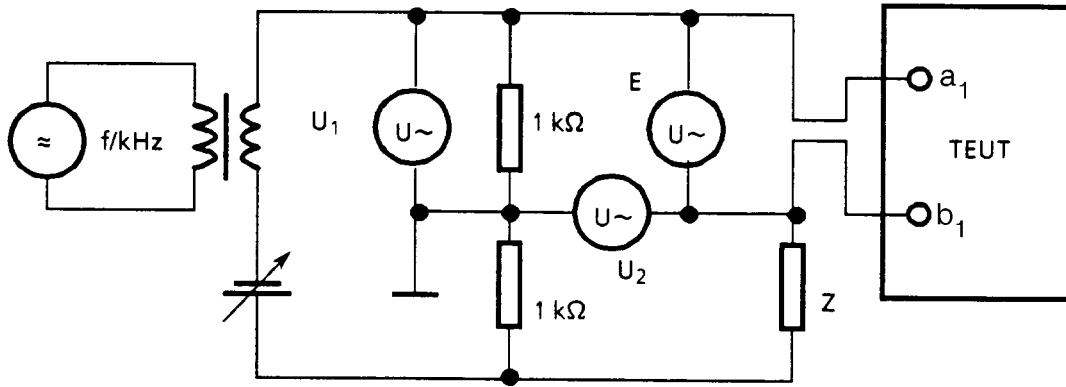 ≈
f/kHz
U₁
U~
1 kΩ
E
U~
a₁
TEUT
U~
U₂
b₁
1 kΩ
Z